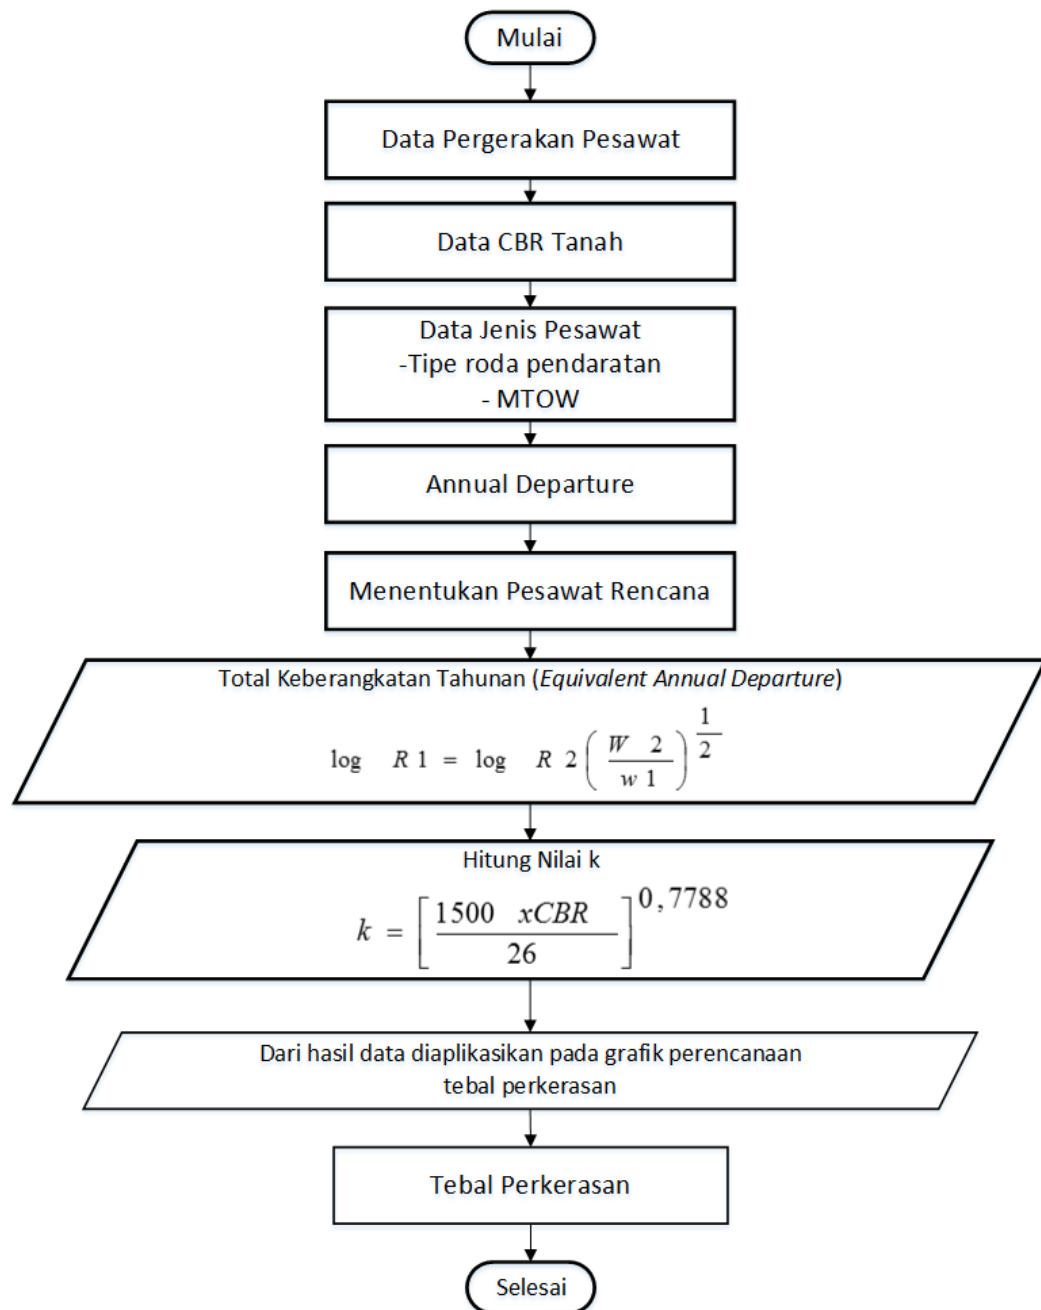 Mulai
Data Pergerakan Pesawat
Data CBR Tanah
Data Jenis Pesawat
-Tipe roda pendaratan
- MTOW
Annual Departure
Menentukan Pesawat Rencana
Total Keberangkatan Tahunan (Equivalent Annual Departure)
log R 1 = log R 2 ( W 2 / w 1 ) ^ 1/2
Hitung Nilai k
k = [ 1500 xCBR / 26 ] ^ 0,7788
Dari hasil data diaplikasikan pada grafik perencanaan
tebal perkerasan
Tebal Perkerasan
Selesai